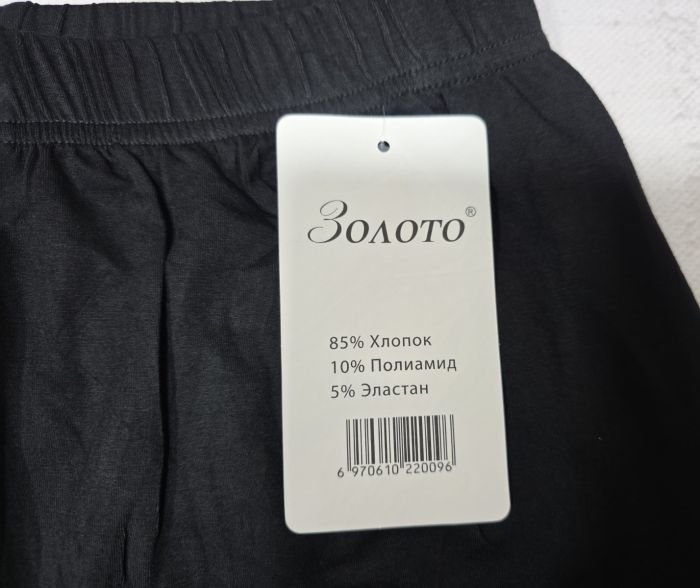 Золото®
85% Хлопок
10% Полиамид
5% Эластан
6 970610 220096